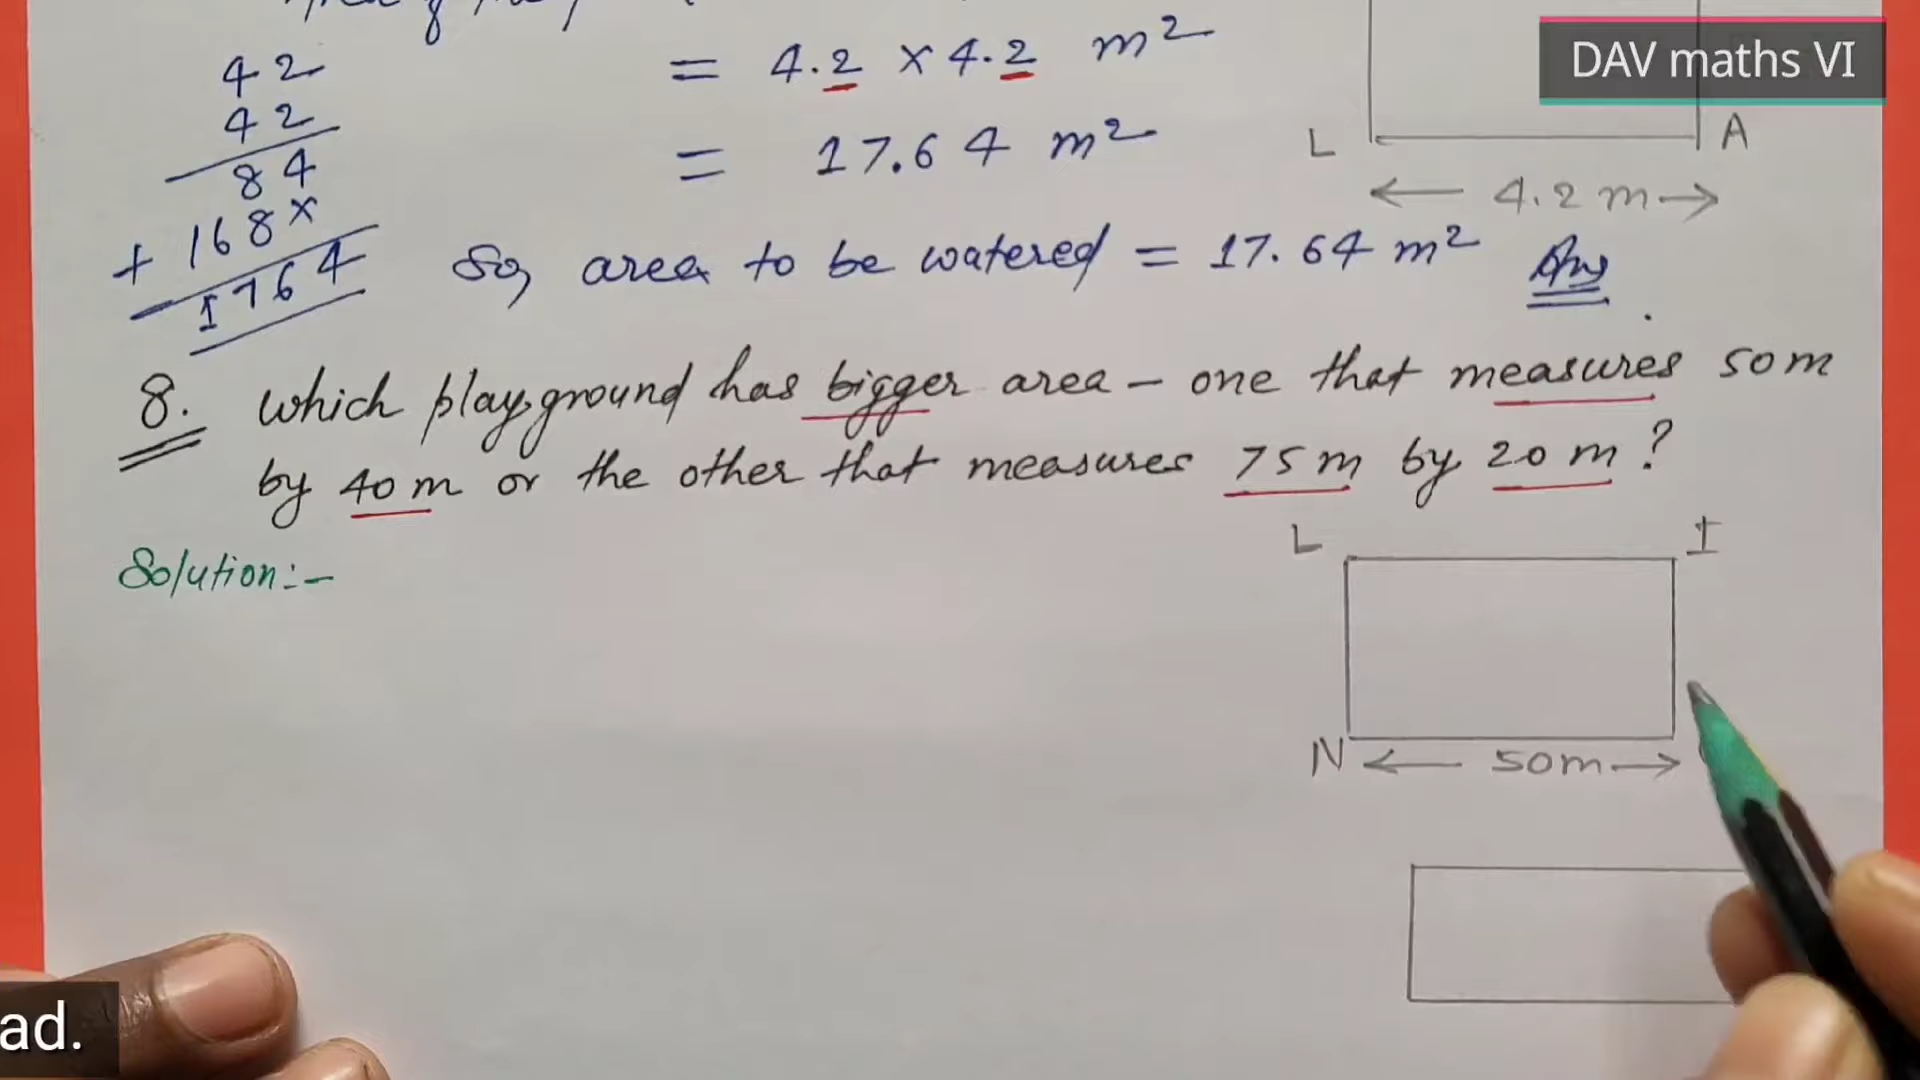 DAV maths VI
42
42
84
+ 168x
1764
= 4.2 x 4.2 m²
= 17.64 m²
L A
4.2 m
So, area to be watered = 17.64 m² Ans
8. which playground has bigger area - one that measures 50m
by 40 m or the other that measures 75m by 20 m ?
Solution:-
L I
N 50m
ad.